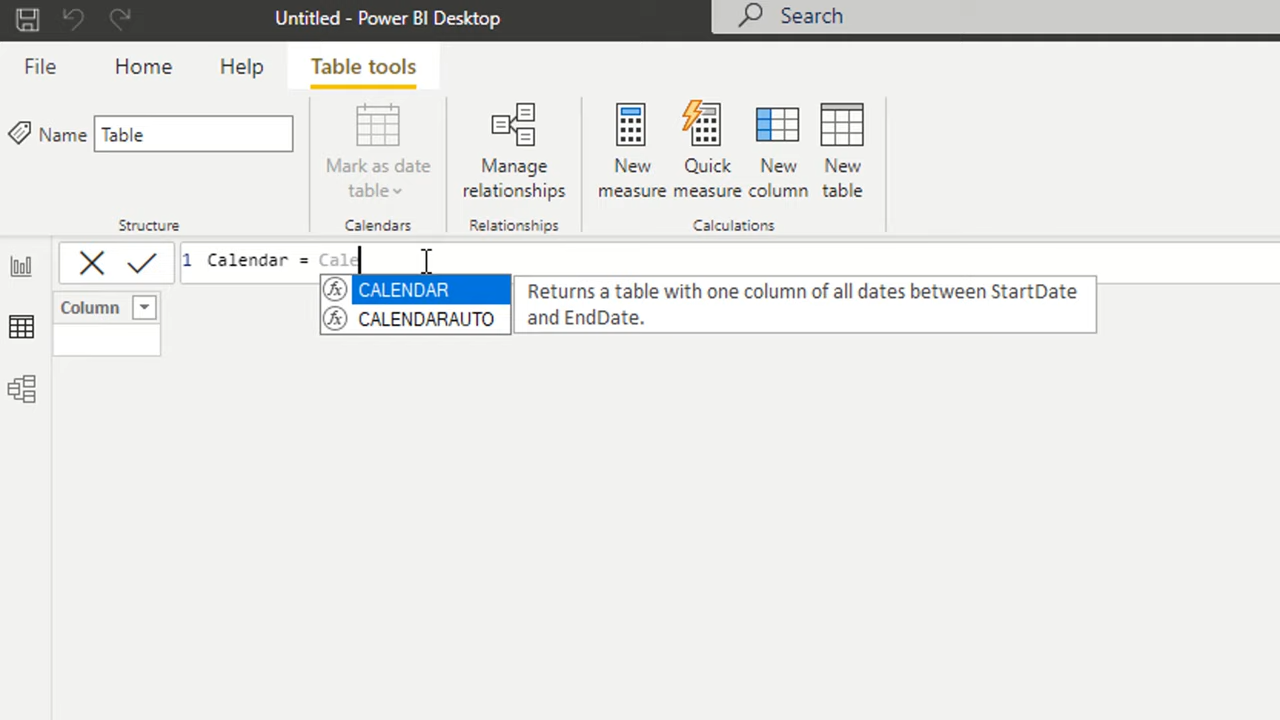 Untitled - Power BI Desktop
Search
File
Home
Help
Table tools
Name
Table
Mark as date
table
Manage
relationships
New
measure
Quick
measure
New
column
New
table
Structure
Calendars
Relationships
Calculations
1 Calendar = Cale
CALENDAR
CALENDARAUTO
Returns a table with one column of all dates between StartDate
and EndDate.
Column